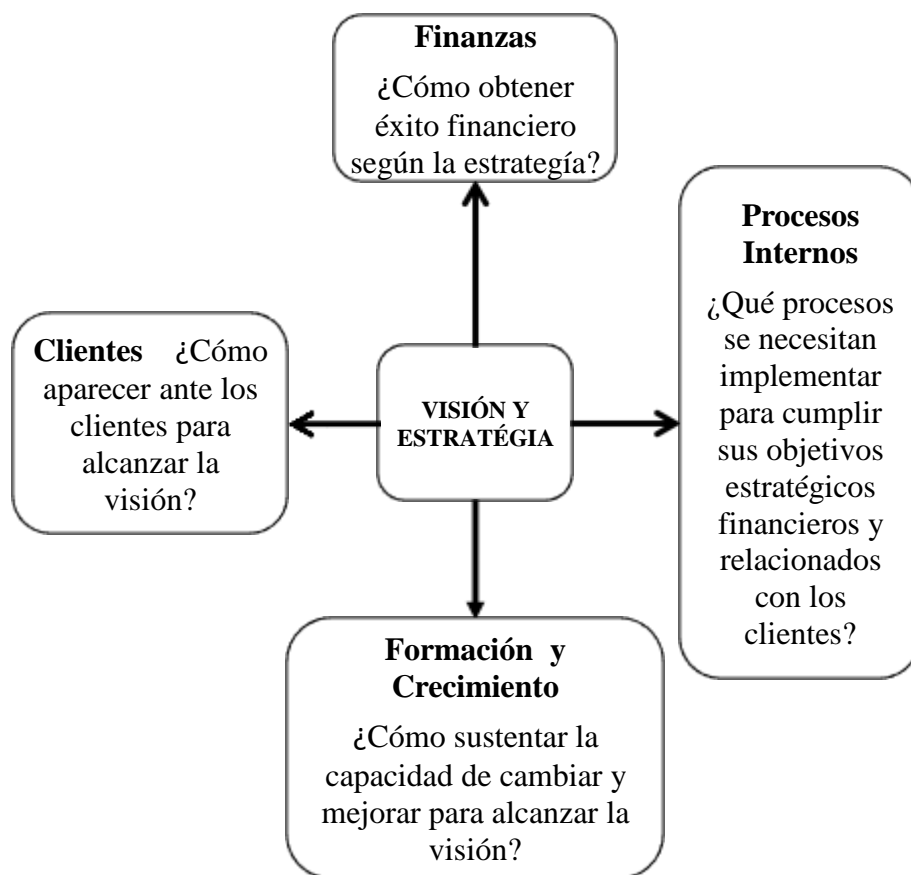 Finanzas
¿Cómo obtener
éxito financiero
según la estrategía?
Procesos
Internos
¿Qué procesos
se necesitan
implementar
para cumplir
sus objetivos
estratégicos
financieros y
relacionados
con los
clientes?
Clientes ¿Cómo
aparecer ante los
clientes para
alcanzar la
visión?
VISIÓN Y
ESTRATÉGIA
Formación y
Crecimiento
¿Cómo sustentar la
capacidad de cambiar y
mejorar para alcanzar la
visión?